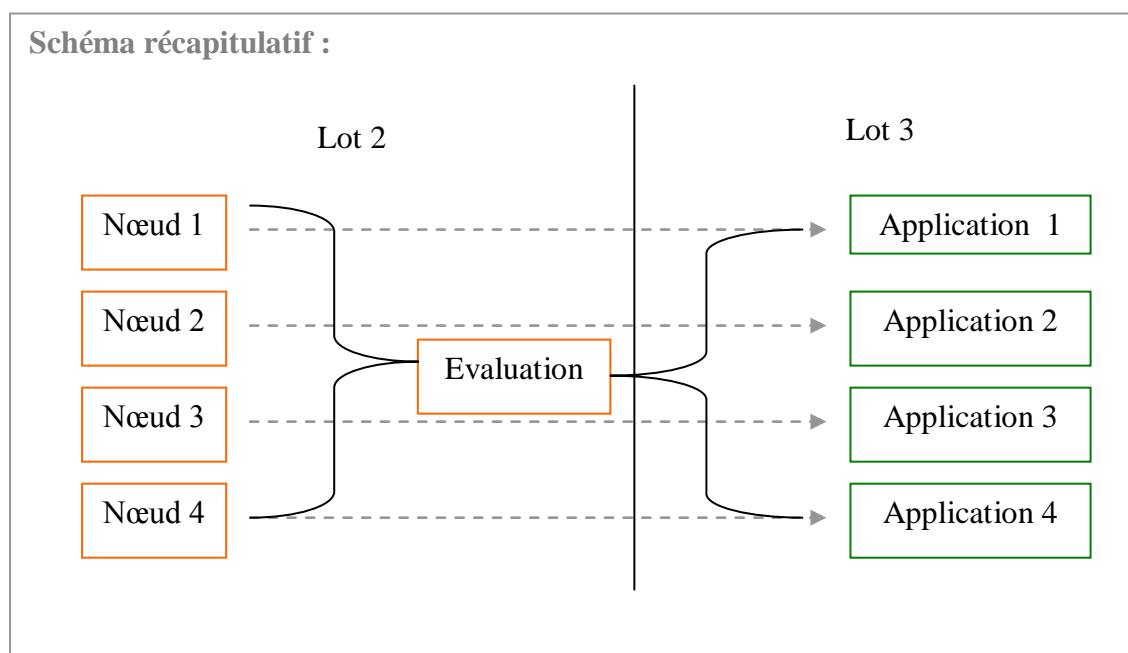 Schéma récapitulatif :
Lot 2
Lot 3
Nœud 1
Application 1
Nœud 2
Application 2
Evaluation
Nœud 3
Application 3
Nœud 4
Application 4